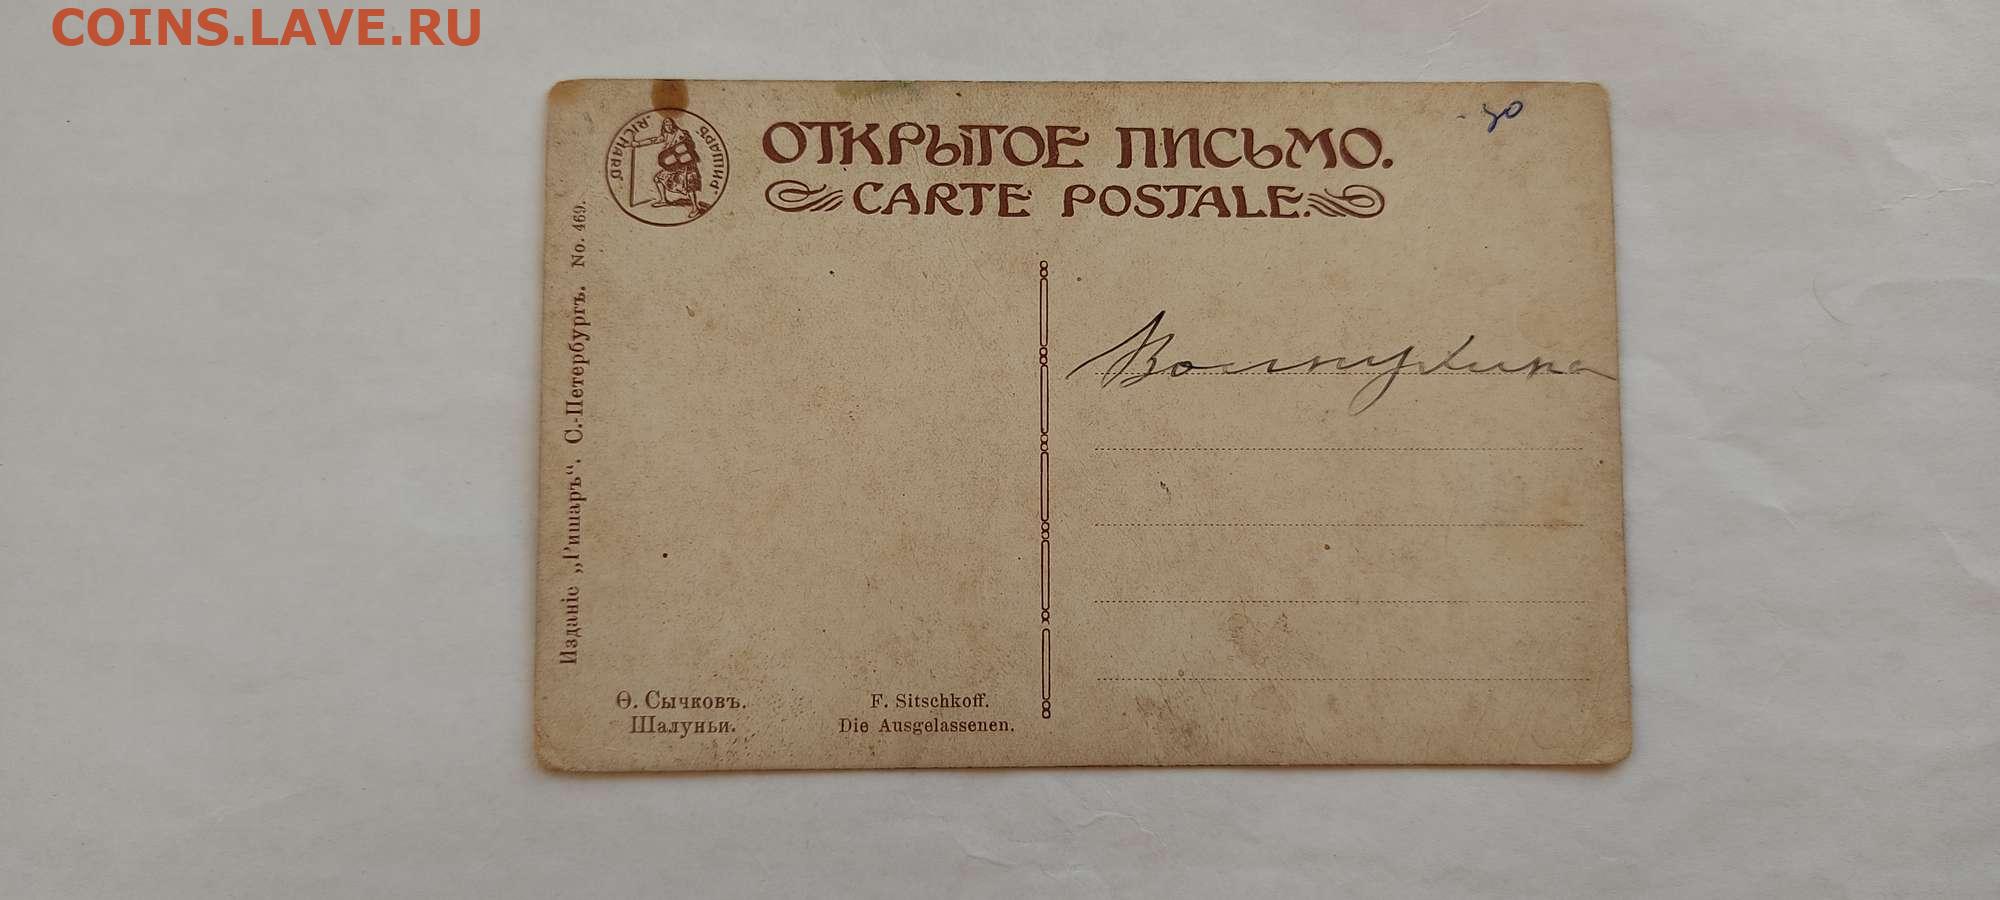 COINS.LAVE.RU
"RICHARD" "РИШАРЪ"
ОТКРЫТОЕ ПИСЬМО.
CARTE POSTALE.
Изданіе „Ришаръ“. С.-Петербургъ. No. 469.
Ѳ. Сычковъ.
Шалуньи.
F. Sitschkoff.
Die Ausgelassenen.